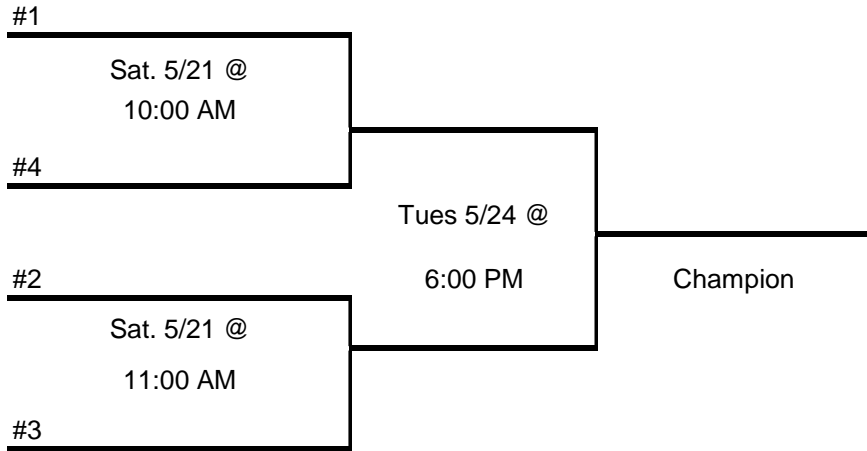 #1
Sat. 5/21 @
10:00 AM
#4
Tues 5/24 @
6:00 PM
Champion
#2
Sat. 5/21 @
11:00 AM
#3